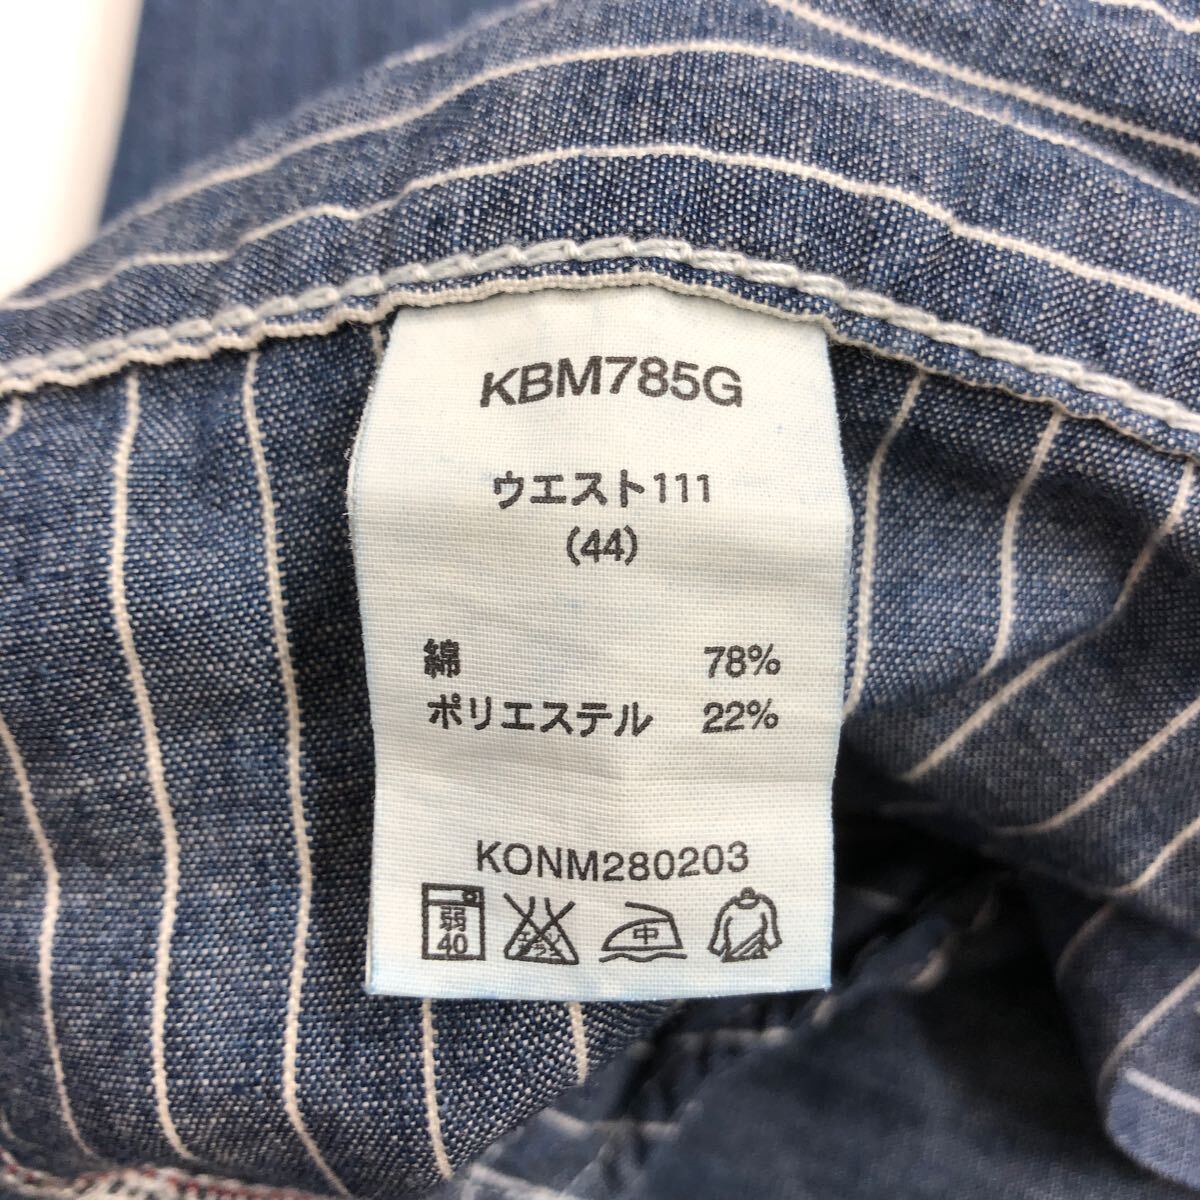 KBM785G
ウエスト111
(44)
綿 78%
ポリエステル 22%
KONM280203
弱 中
40